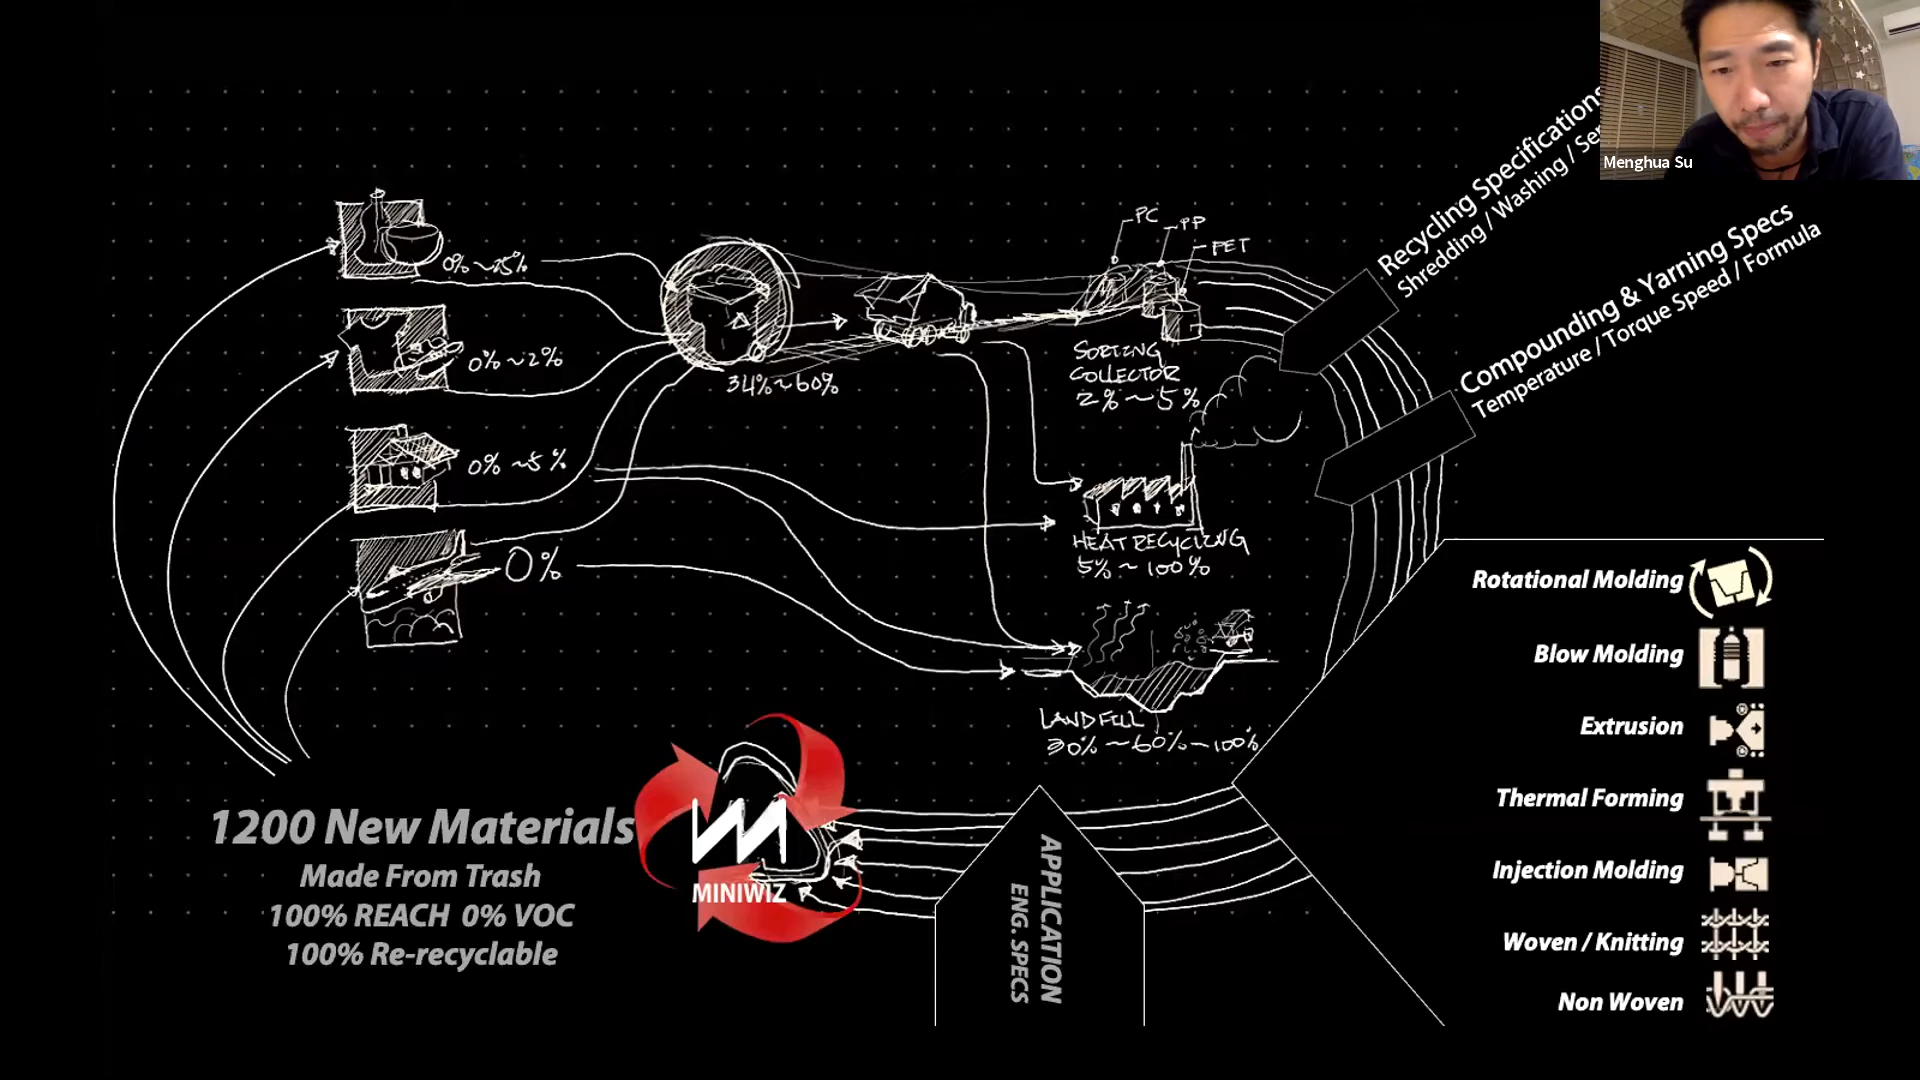 Menghua Su
Recycling Specifications
Shredding / Washing / Se
Compounding & Yarning Specs
Temperature / Torque Speed / Formula
PC
PP
PET
0%~25%
0%~2%
0%~5%
0%
34%~60%
SORTING
COLLECTOR
2%~5%
HEAT RECYCLING
5%~100%
LANDFILL
30%~60%~100%
Rotational Molding
Blow Molding
Extrusion
Thermal Forming
Injection Molding
Woven / Knitting
Non Woven
APPLICATION
ENG. SPECS
MINIWIZ
1200 New Materials
Made From Trash
100% REACH 0% VOC
100% Re-recyclable